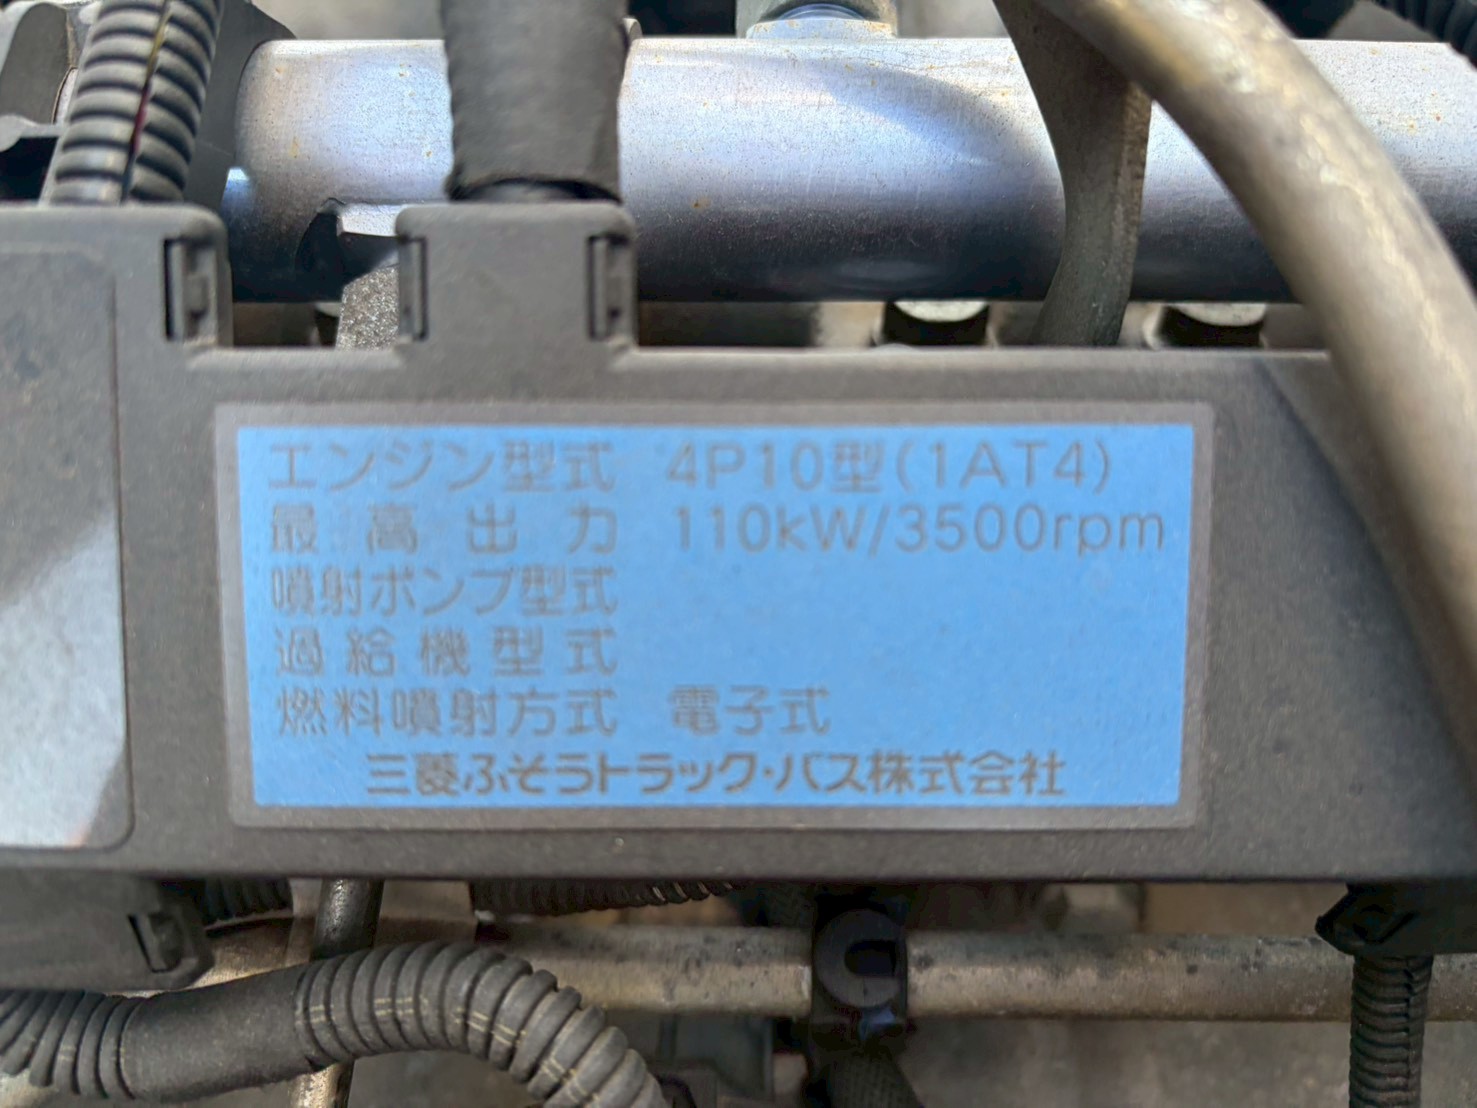 エンジン型式 4P10型(1AT4)
最高出力 110kW/3500rpm
噴射ポンプ型式
過給機型式
燃料噴射方式 電子式
三菱ふそうトラック・バス株式会社